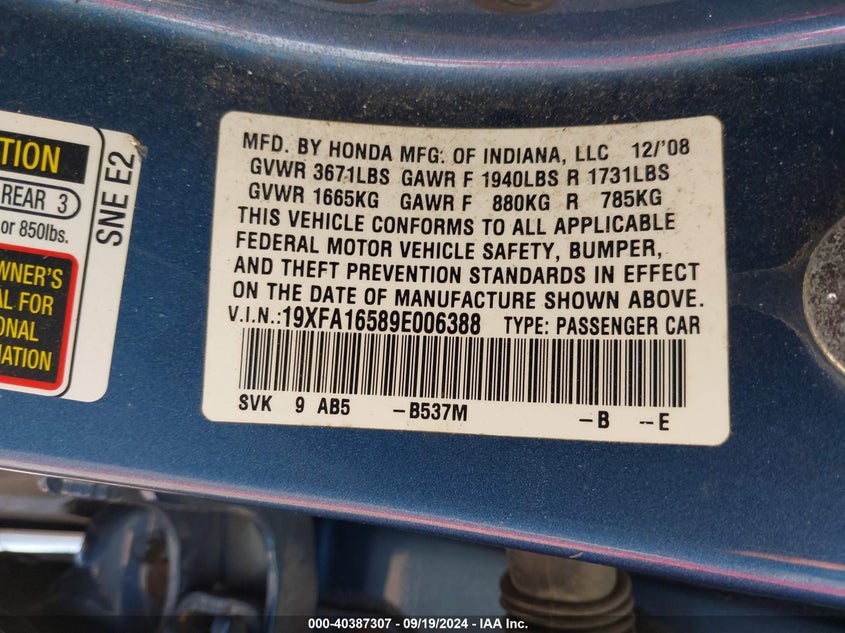 TION
REAR 3
or 850lbs.
WNER'S
AL FOR
ONAL
MATION
SNE E2
MFD. BY HONDA MFG. OF INDIANA, LLC 12/'08
GVWR 3671LBS GAWR F 1940LBS R 1731LBS
GVWR 1665KG GAWR F 880KG R 785KG
THIS VEHICLE CONFORMS TO ALL APPLICABLE
FEDERAL MOTOR VEHICLE SAFETY, BUMPER,
AND THEFT PREVENTION STANDARDS IN EFFECT
ON THE DATE OF MANUFACTURE SHOWN ABOVE.
V.I.N.:19XFA16589E006388 TYPE: PASSENGER CAR
SVK 9 AB5 -B537M -B --E
000-40387307 - 09/19/2024 - IAA Inc.